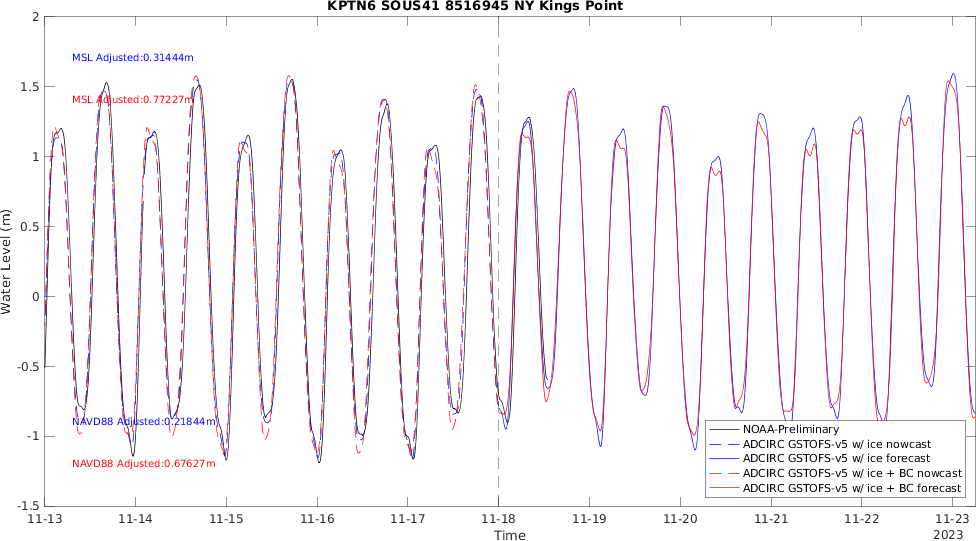 KPTN6 SOUS41 8516945 NY Kings Point
2
1.5
1
0.5
0
-0.5
-1
-1.5
Water Level (m)
MSL Adjusted:0.31444m
MSL Adjusted:0.77227m
NAVD88 Adjusted:0.21844m
NAVD88 Adjusted:0.67627m
NOAA-Preliminary
ADCIRC GSTOFS-v5 w/ ice nowcast
ADCIRC GSTOFS-v5 w/ ice forecast
ADCIRC GSTOFS-v5 w/ ice + BC nowcast
ADCIRC GSTOFS-v5 w/ ice + BC forecast
11-13 11-14 11-15 11-16 11-17 11-18 11-19 11-20 11-21 11-22 11-23
Time
2023